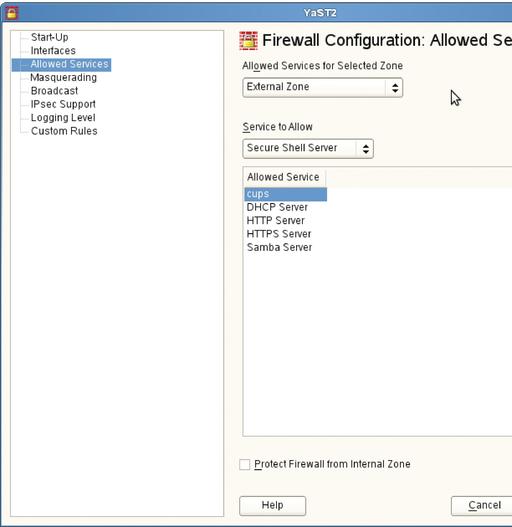 YaST2
Start-Up
Interfaces
Allowed Services
Masquerading
Broadcast
IPsec Support
Logging Level
Custom Rules
Firewall Configuration: Allowed Se
Allowed Services for Selected Zone
External Zone
Service to Allow
Secure Shell Server
Allowed Service
cups
DHCP Server
HTTP Server
HTTPS Server
Samba Server
Protect Firewall from Internal Zone
Help
Cancel